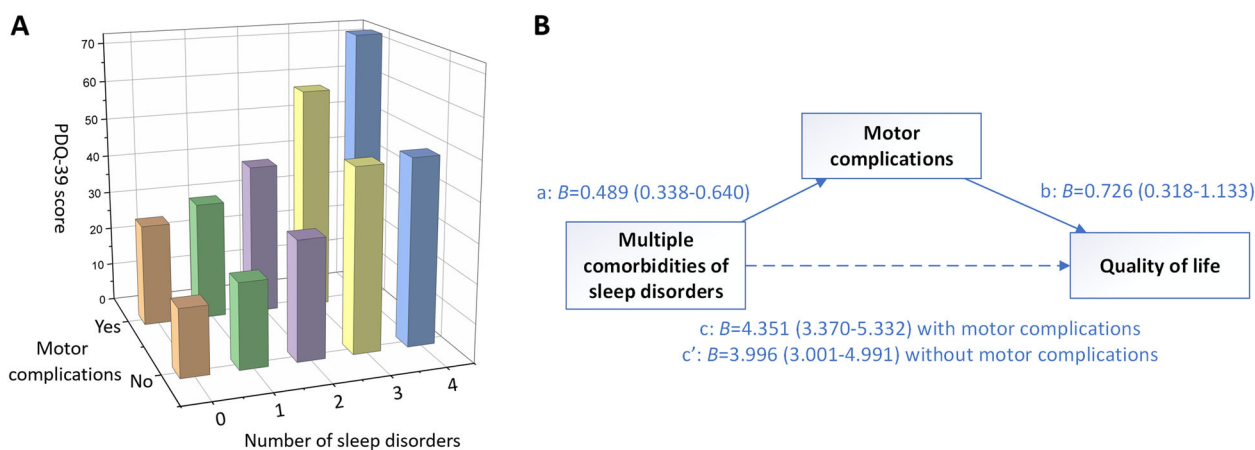 A
PDQ-39 score
70
60
50
40
30
20
10
0
Yes
No
Motor
complications
0
1
2
3
4
Number of sleep disorders
B
Motor
complications
a: B=0.489 (0.338-0.640)
b: B=0.726 (0.318-1.133)
Multiple
comorbidities of
sleep disorders
Quality of life
c: B=4.351 (3.370-5.332) with motor complications
c’: B=3.996 (3.001-4.991) without motor complications